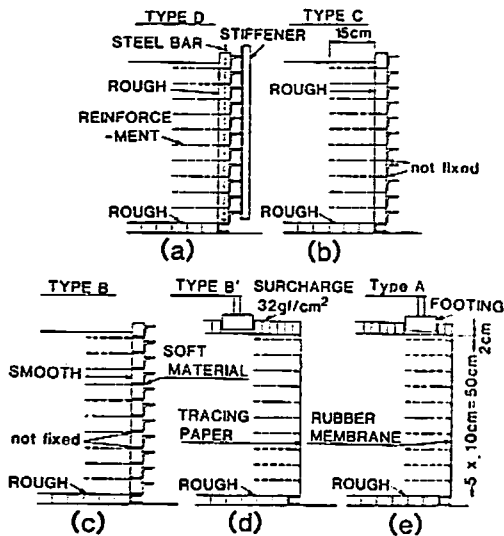 TYPE D
STEEL BAR
STIFFENER
ROUGH
REINFORCE
-MENT
ROUGH
(a)
TYPE C
15cm
ROUGH
not fixed
ROUGH
(b)
TYPE B
SMOOTH
SOFT
MATERIAL
not fixed
ROUGH
(c)
TYPE B'
SURCHARGE
32gf/cm²
TRACING
PAPER
ROUGH
(d)
Type A
FOOTING
2cm
5 x 10cm = 50cm
RUBBER
MEMBRANE
ROUGH
(e)